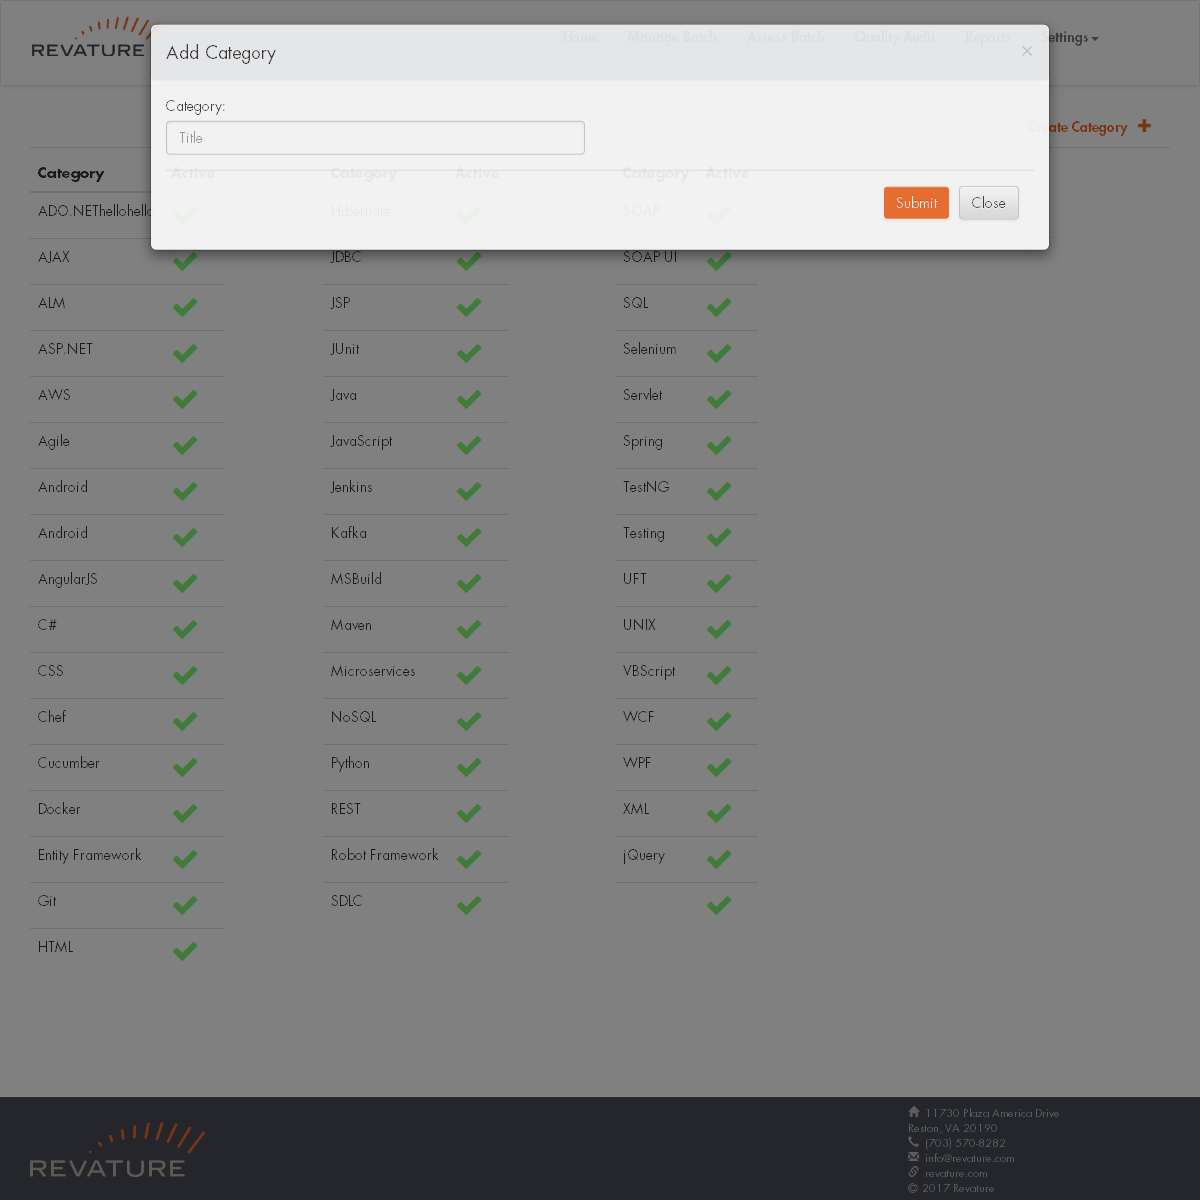 REVATURE
Home Manage Batch Assess Batch Quality Audit Reports Settings
Add Category
×
Category:
Title
Create Category
Category Active Category Active Category Active
Submit Close
ADO.NEThellohello Hibernate SOAP
AJAX JDBC SOAP UI
ALM JSP SQL
ASP.NET JUnit Selenium
AWS Java Servlet
Agile JavaScript Spring
Android Jenkins TestNG
Android Kafka Testing
AngularJS MSBuild UFT
C# Maven UNIX
CSS Microservices VBScript
Chef NoSQL WCF
Cucumber Python WPF
Docker REST XML
Entity Framework Robot Framework jQuery
Git SDLC
HTML
REVATURE
11730 Plaza America Drive
Reston, VA 20190
(703) 570-8282
info@revature.com
revature.com
© 2017 Revature